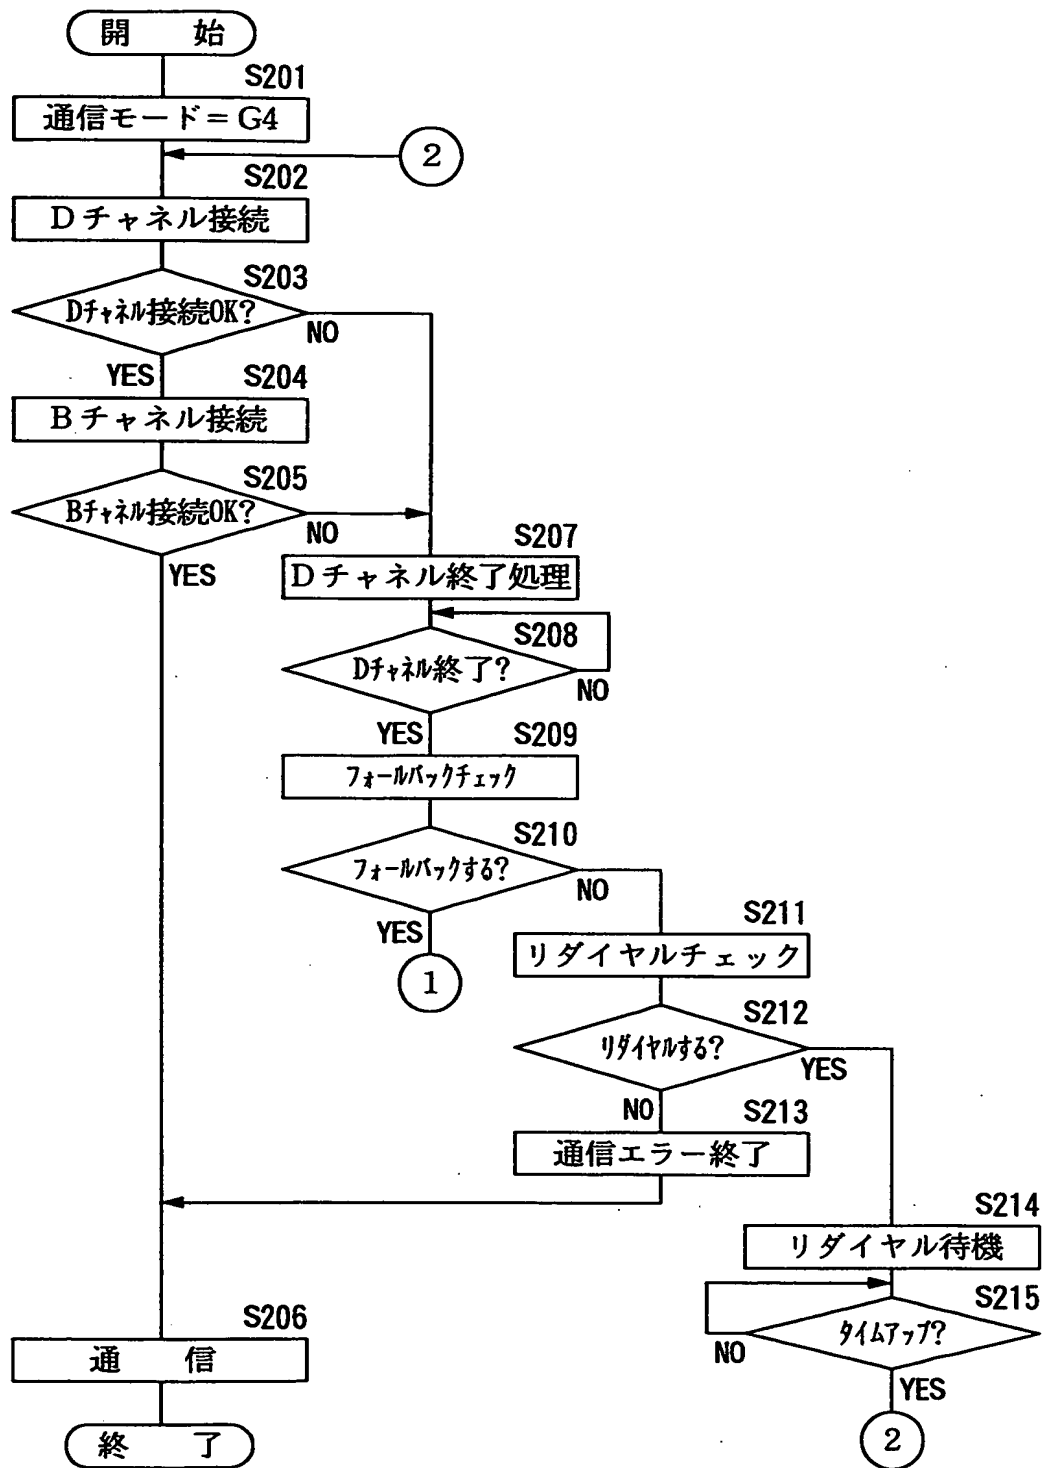 開 始
S201
通信モード＝G4
2
S202
Dチャネル接続
S203
Dチャネル接続OK?
NO
YES
S204
Bチャネル接続
S205
Bチャネル接続OK?
NO
YES
S207
Dチャネル終了処理
S208
Dチャネル終了?
NO
YES
S209
フォールバックチェック
S210
フォールバックする?
NO
YES
1
S211
リダイヤルチェック
S212
リダイヤルする?
YES
NO
S213
通信エラー終了
S214
リダイヤル待機
S215
タイムアップ?
NO
YES
2
S206
通 信
終 了